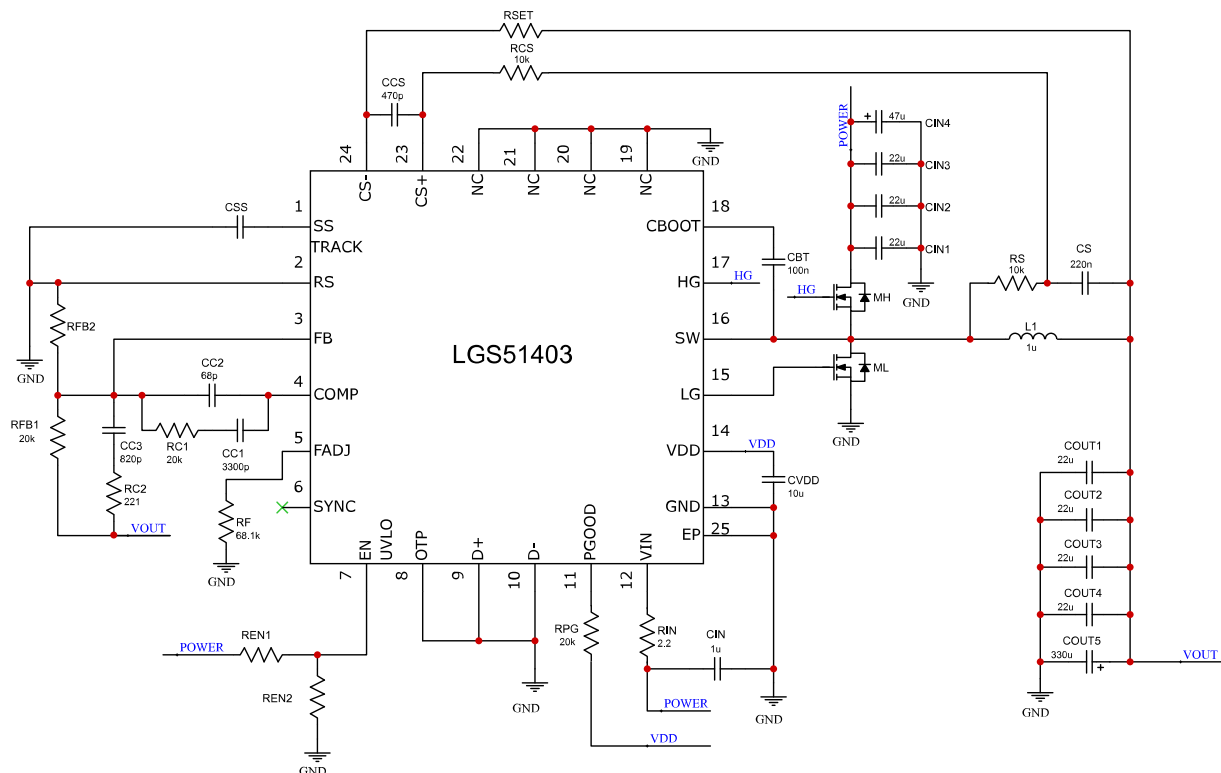 RSET
RCS
10k
CCS
470p
24
23
22
21
20
19
CS-
CS+
NC
NC
NC
NC
GND
POWER
47u
CIN4
22u
CIN3
22u
CIN2
22u
CIN1
GND
1
SS
TRACK
CSS
2
RS
3
FB
4
COMP
5
FADJ
6
SYNC
LGS51403
18
CBOOT
17
HG
HG
16
SW
15
LG
14
VDD
VDD
GND
13
EP
25
CBT
100n
HG
MH
ML
GND
RS
10k
CS
220n
L1
1u
RFB2
GND
CC2
68p
RFB1
20k
CC3
820p
RC1
20k
CC1
3300p
RC2
221
VOUT
RF
68.1k
GND
CVDD
10u
EN
UVLO
OTP
D+
D-
PGOOD
VIN
7
8
9
10
11
12
POWER
REN1
REN2
GND
GND
RPG
20k
RIN
2.2
CIN
1u
POWER
VDD
GND
COUT1
22u
COUT2
22u
COUT3
22u
COUT4
22u
COUT5
330u
VOUT
GND